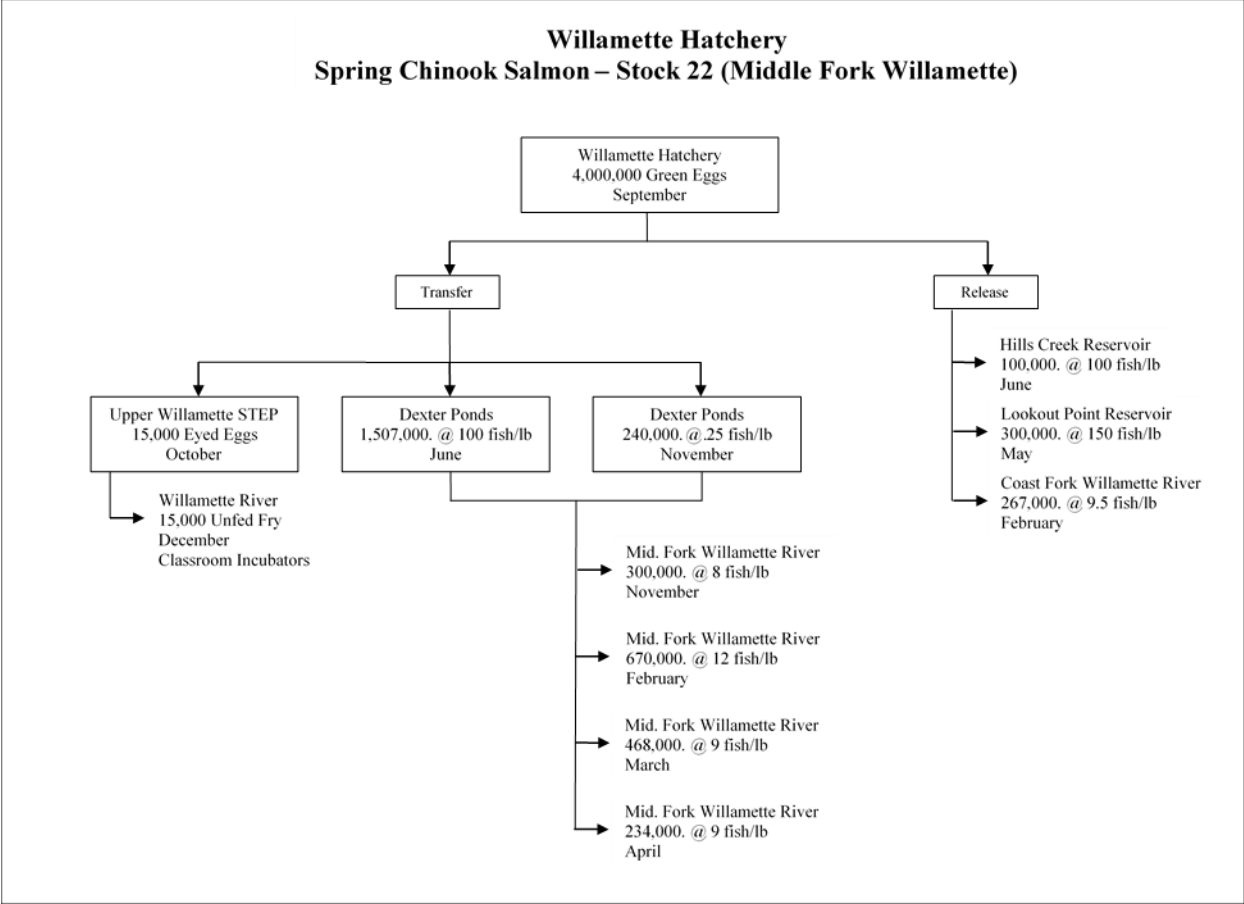 Willamette Hatchery
Spring Chinook Salmon – Stock 22 (Middle Fork Willamette)
Willamette Hatchery
4,000,000 Green Eggs
September
Transfer
Release
Upper Willamette STEP
15,000 Eyed Eggs
October
Willamette River
15,000 Unfed Fry
December
Classroom Incubators
Dexter Ponds
1,507,000. @ 100 fish/lb
June
Dexter Ponds
240,000. @.25 fish/lb
November
Mid. Fork Willamette River
300,000. @ 8 fish/lb
November
Mid. Fork Willamette River
670,000. @ 12 fish/lb
February
Mid. Fork Willamette River
468,000. @ 9 fish/lb
March
Mid. Fork Willamette River
234,000. @ 9 fish/lb
April
Hills Creek Reservoir
100,000. @ 100 fish/lb
June
Lookout Point Reservoir
300,000. @ 150 fish/lb
May
Coast Fork Willamette River
267,000. @ 9.5 fish/lb
February